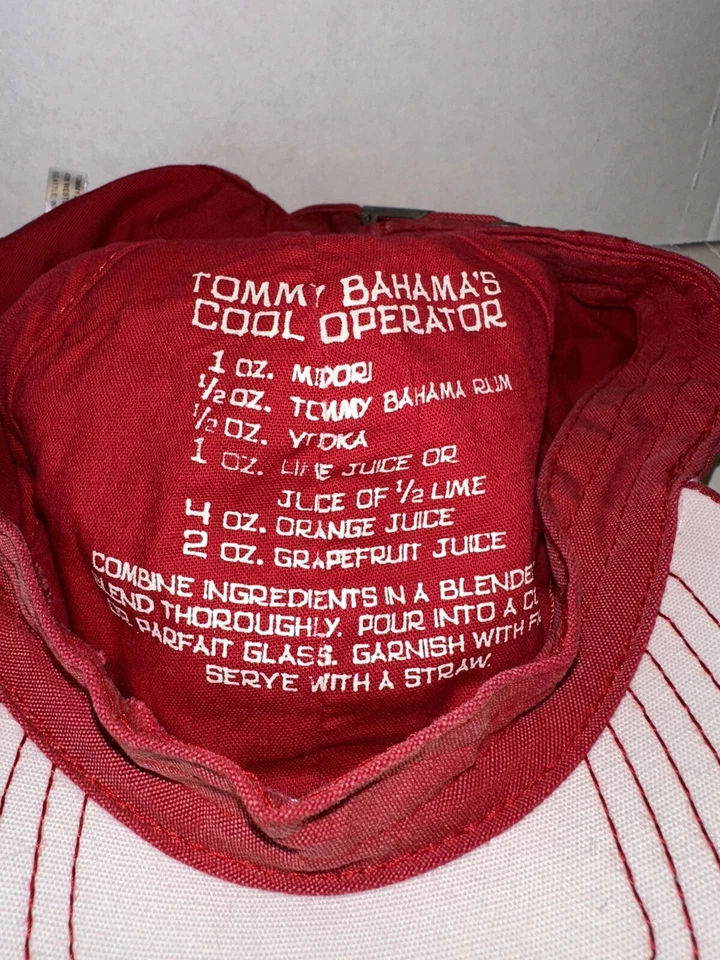 TOMMY BAHAMA'S
COOL OPERATOR
1 OZ. MIDORI
1/2 OZ. TOMMY BAHAMA RUM
1/2 OZ. VODKA
1 OZ. LIME JUICE OR
JUICE OF 1/2 LIME
4 OZ. ORANGE JUICE
2 OZ. GRAPEFRUIT JUICE
COMBINE INGREDIENTS IN A BLENDE
LEND THOROUGHLY. POUR INTO A
PARFAIT GLASS. GARNISH WITH
SERVE WITH A STRAW.